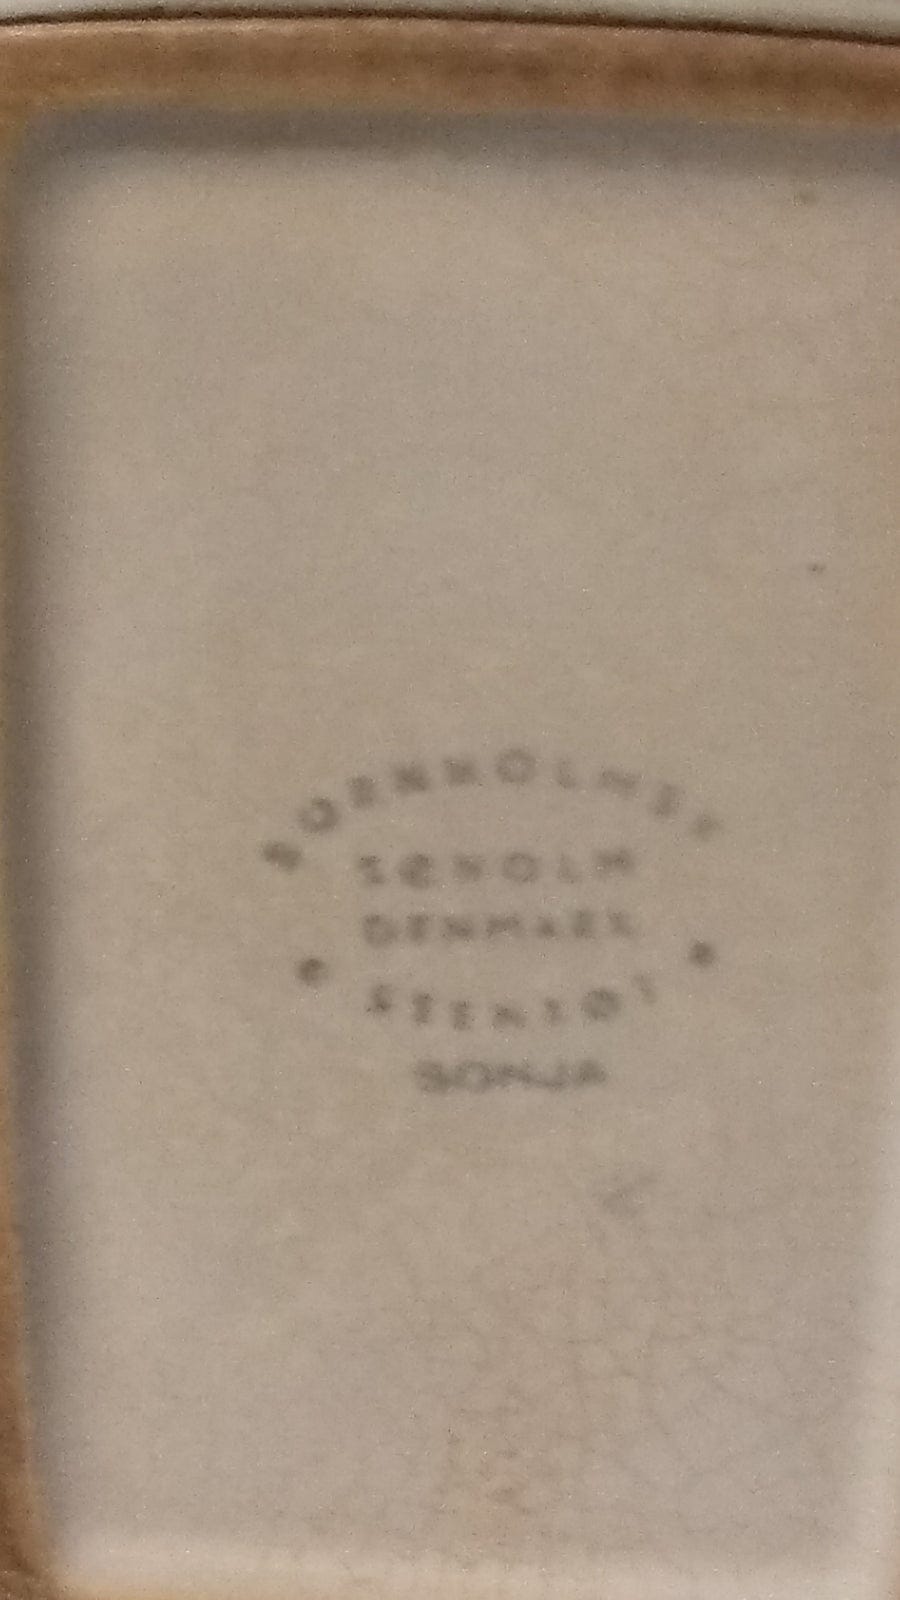 BORNHOLMSK
SØHOLM
DENMARK
STENTØJ
SONJA